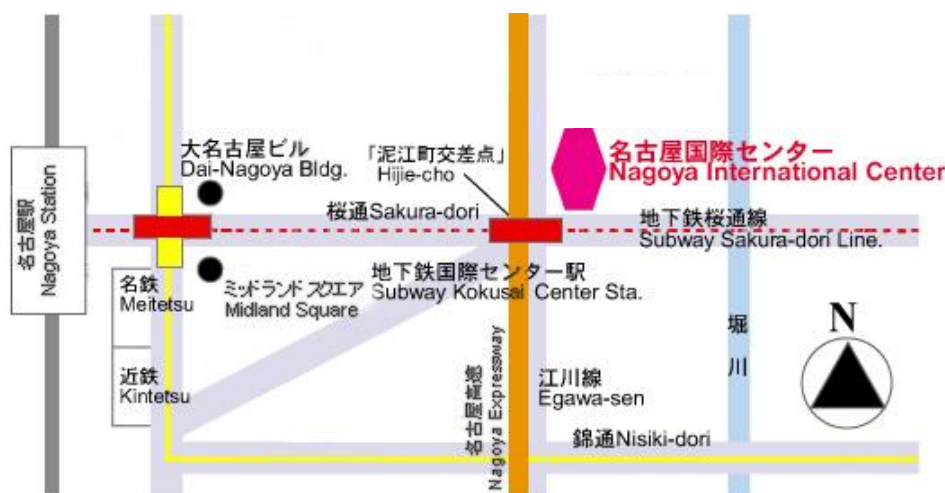 大名古屋ビル
Dai-Nagoya Bldg.
「泥江町交差点」
Hijie-cho
名古屋国際センター
Nagoya International Center
名古屋駅
Nagoya Station
桜通Sakura-dori
地下鉄桜通線
Subway Sakura-dori Line.
名鉄
Meitetsu
ミッドランド スクエア
Midland Square
地下鉄国際センター駅
Subway Kokusai Center Sta.
堀川
N
近鉄
Kintetsu
名古屋高速
Nagoya Expressway
江川線
Egawa-sen
錦通Nisiki-dori